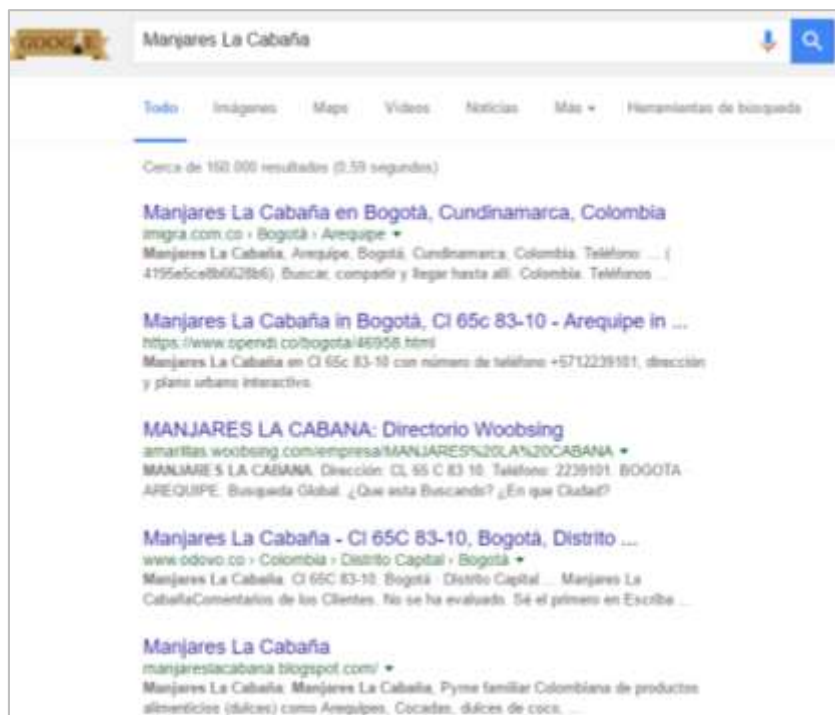 GOOGLE
Manjares La Cabaña
Todo Imágenes Maps Vídeos Noticias Más Herramientas de búsqueda
Cerca de 160.000 resultados (0,59 segundos)
Manjares La Cabaña en Bogotá, Cundinamarca, Colombia
imigra.com.co › Bogotá › Arequipe
Manjares La Cabaña, Arequipe, Bogotá, Cundinamarca, Colombia. Teléfono: ... (
4195e5ce8b6628b6). Buscar, compartir y llegar hasta allí. Colombia. Teléfonos ...
Manjares La Cabaña in Bogotá, Cl 65c 83-10 - Arequipe in ...
https://www.opendi.co/bogota/46958.html
Manjares La Cabaña en Cl 65c 83-10 con número de teléfono +5712239101, dirección
y plano urbano interactivo.
MANJARES LA CABANA: Directorio Woobsing
amarillas.woobsing.com/empresa/MANJARES%20LA%20CABANA
MANJARES LA CABANA. Dirección: CL 65 C 83 10. Teléfono: 2239101. BOGOTA
AREQUIPE. Busqueda Global. ¿Que esta Buscando? ¿En que Ciudad?
Manjares La Cabaña - Cl 65C 83-10, Bogotá, Distrito ...
www.odovo.co › Colombia › Distrito Capital › Bogotá
Manjares La Cabaña. Cl 65C 83-10. Bogotá · Distrito Capital ... Manjares La
CabañaComentarios de los Clientes. No se ha evaluado. Sé el primero en Escriba ...
Manjares La Cabaña
manjareslacabana.blogspot.com/
Manjares La Cabaña. Manjares La Cabaña, Pyme familiar Colombiana de productos
alimenticios (dulces) como Arequipes, Cocadas, dulces de coco, ...